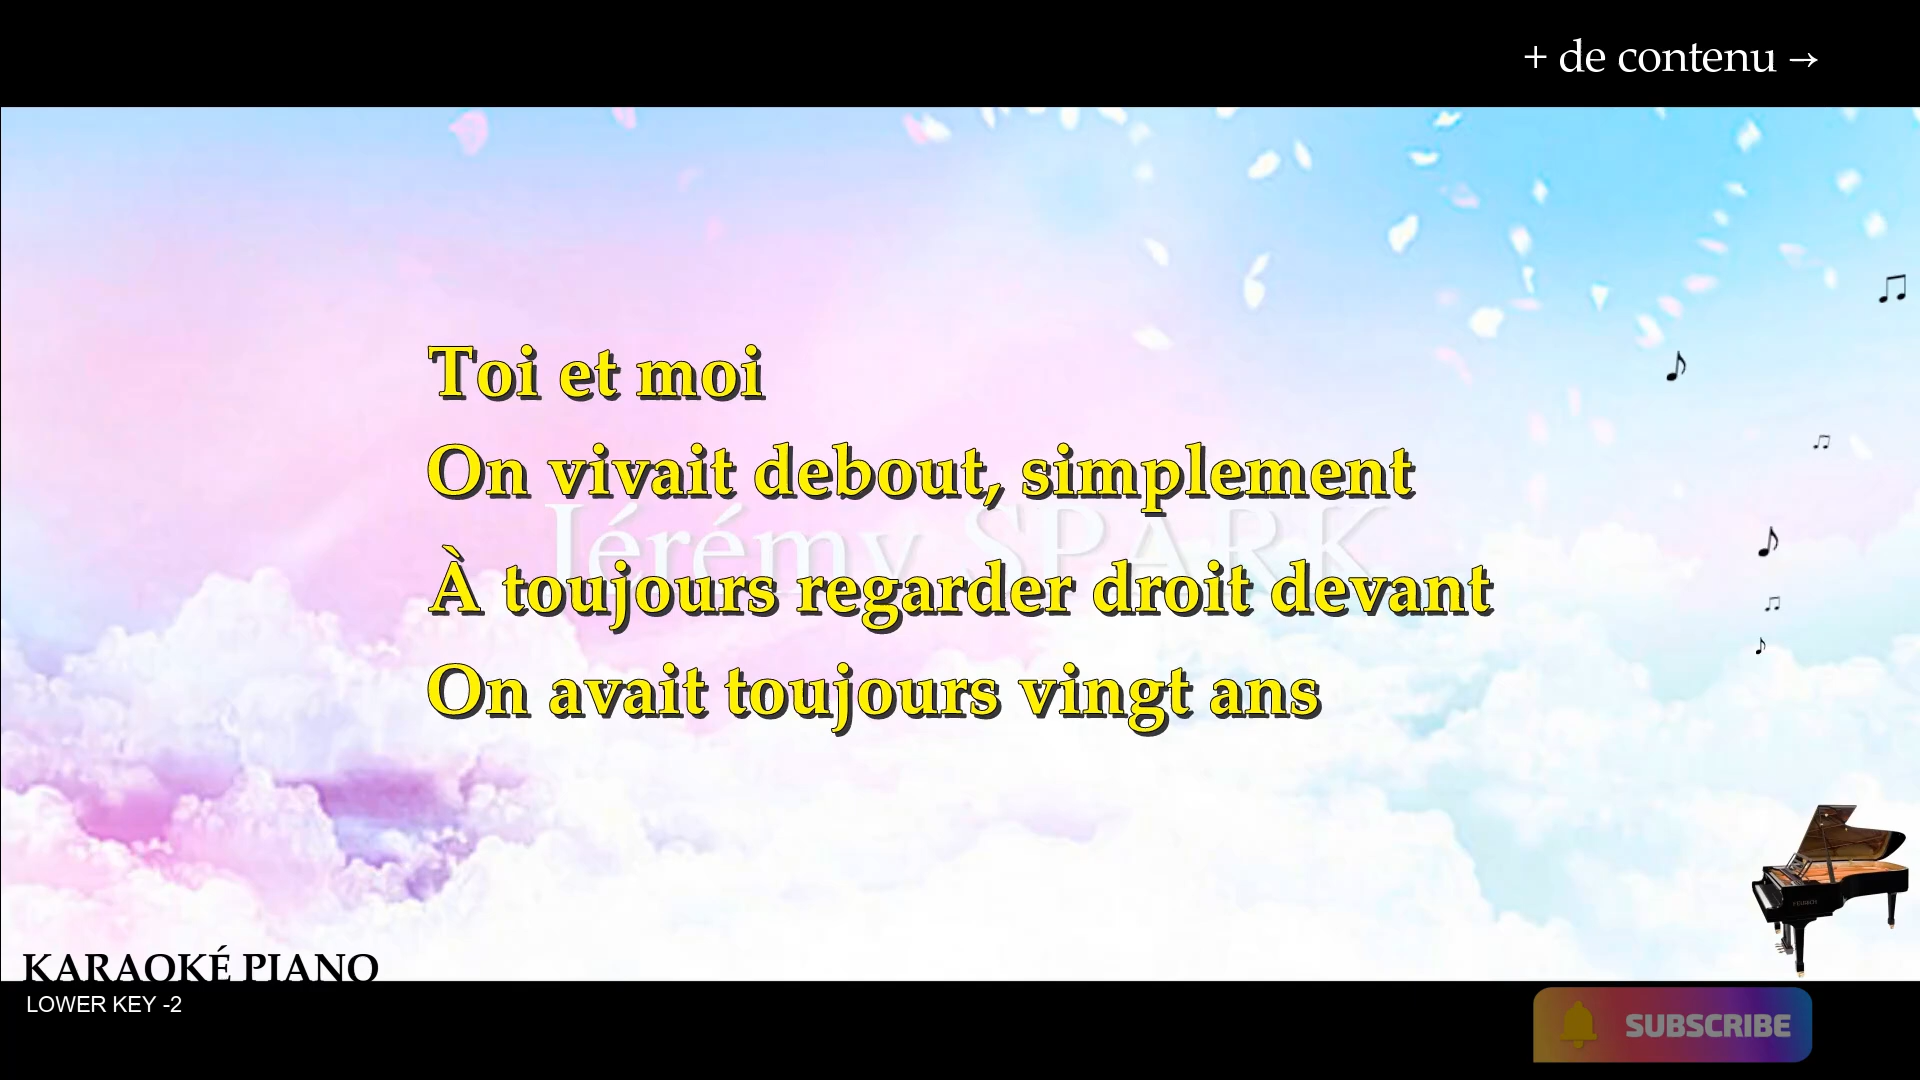 + de contenu →
Toi et moi
On vivait debout, simplement
Jérémy SPARK
À toujours regarder droit devant
On avait toujours vingt ans
KARAOKÉ PIANO
LOWER KEY -2
SUBSCRIBE